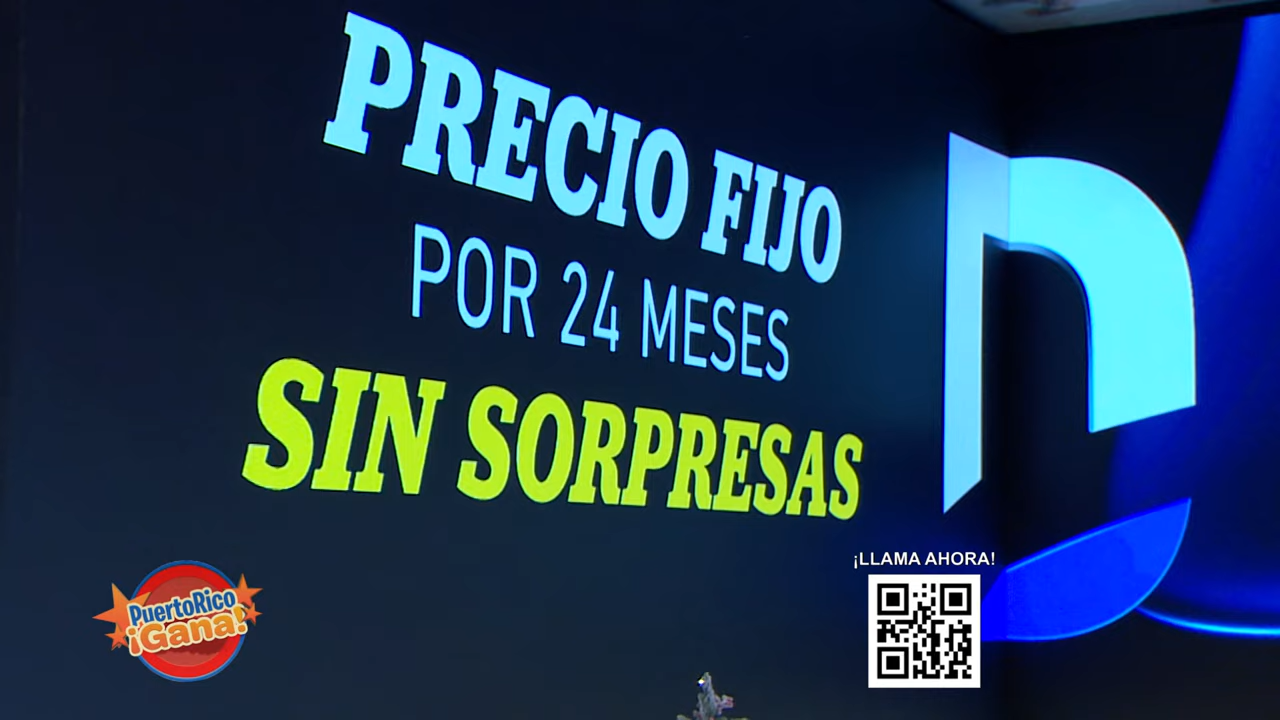 PRECIO FIJO
POR 24 MESES
SIN SORPRESAS
¡LLAMA AHORA!
PuertoRico
¡Gana!